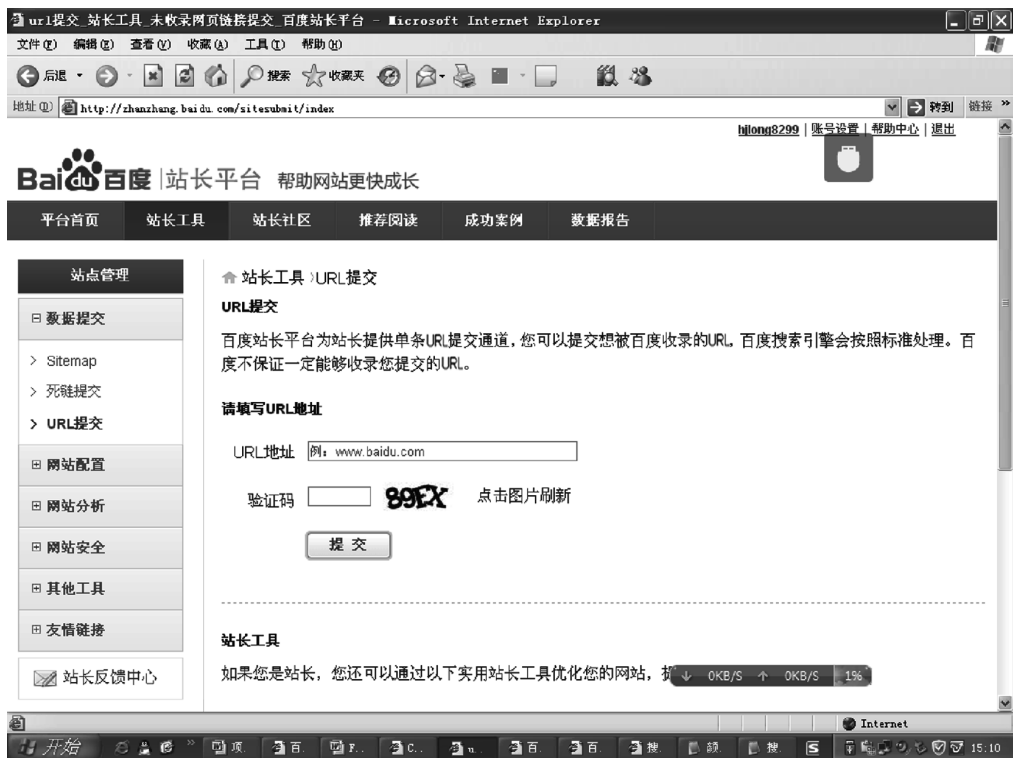 url提交_站长工具_未收录网页链接提交_百度站长平台 - Microsoft Internet Explorer
文件(F) 编辑(E) 查看(V) 收藏(A) 工具(T) 帮助(H)
后退 搜索 收藏夹
地址(D) http://zhanzhang.baidu.com/sitesubmit/index 转到 链接 »
hjlong8299 | 账号设置 | 帮助中心 | 退出
Bai du 百度 | 站长平台 帮助网站更快成长
平台首页 站长工具 站长社区 推荐阅读 成功案例 数据报告
站点管理
数据提交
> Sitemap
> 死链提交
> URL提交
网站配置
网站分析
网站安全
其他工具
友情链接
站长反馈中心
站长工具 〉URL提交
URL提交
百度站长平台为站长提供单条URL提交通道，您可以提交想被百度收录的URL，百度搜索引擎会按照标准处理。百
度不保证一定能够收录您提交的URL。
请填写URL地址
URL地址 例：www.baidu.com
验证码 89EX 点击图片刷新
提 交
站长工具
如果您是站长，您还可以通过以下实用站长工具优化您的网站，
↓ 0KB/S ↑ 0KB/S 1%
Internet
开始 » 项. 百. F.. C.. u.. 百. 百. 搜. 颜. 搜. S 15:10